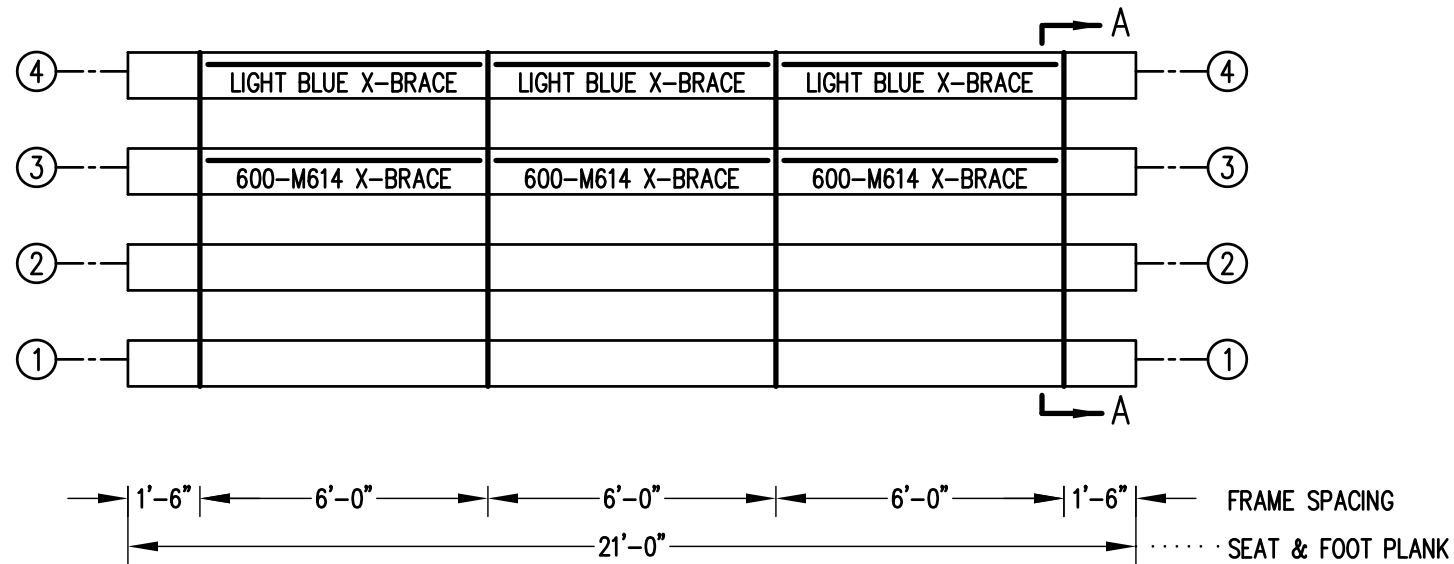 A
4 LIGHT BLUE X-BRACE LIGHT BLUE X-BRACE LIGHT BLUE X-BRACE 4
3 600-M614 X-BRACE 600-M614 X-BRACE 600-M614 X-BRACE 3
2 2
1 1
A
1'-6" 6'-0" 6'-0" 6'-0" 1'-6" FRAME SPACING
21'-0" SEAT & FOOT PLANK